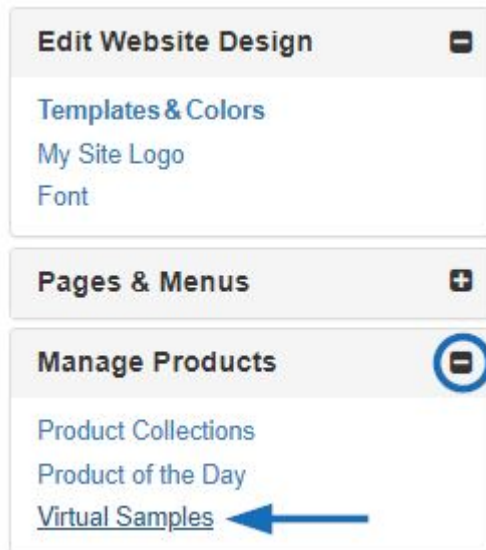 Edit Website Design
Templates & Colors
My Site Logo
Font
Pages & Menus
Manage Products
Product Collections
Product of the Day
Virtual Samples